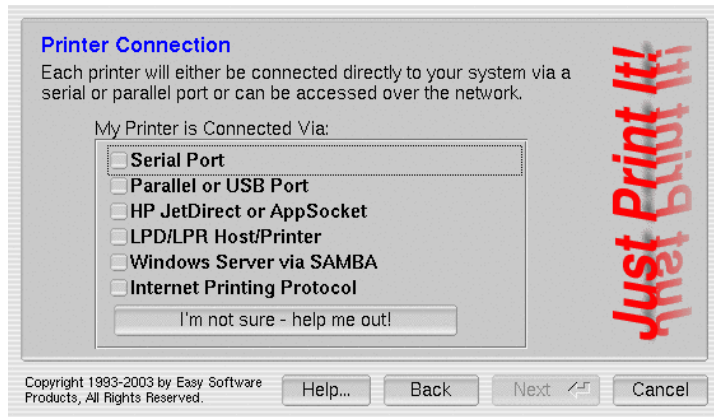 Printer Connection
Each printer will either be connected directly to your system via a
serial or parallel port or can be accessed over the network.
My Printer is Connected Via:
Serial Port
Parallel or USB Port
HP JetDirect or AppSocket
LPD/LPR Host/Printer
Windows Server via SAMBA
Internet Printing Protocol
I'm not sure - help me out!
Just Print It!
Copyright 1993-2003 by Easy Software
Products, All Rights Reserved.
Help... Back Next Cancel